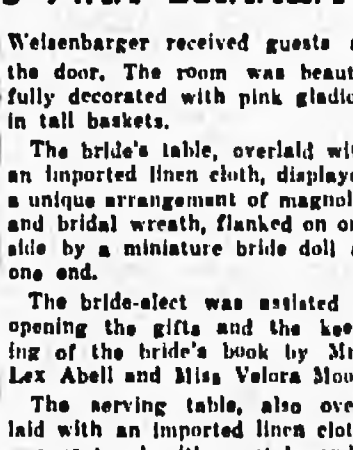 Weisenbarger received guests
the door. The room was beaut
fully decorated with pink gladio
in tall baskets.
The bride's table, overlaid wi
an imported linen cloth, displaye
a unique arrangement of magnol
and bridal wreath, flanked on o
side by a miniature bride doll a
one end.
The bride-elect was assisted
opening the gifts and the kee
ing of the bride's book by Mr
Lex Abell and Miss Velora Mou
The serving table, also ove
laid with an imported linen clot